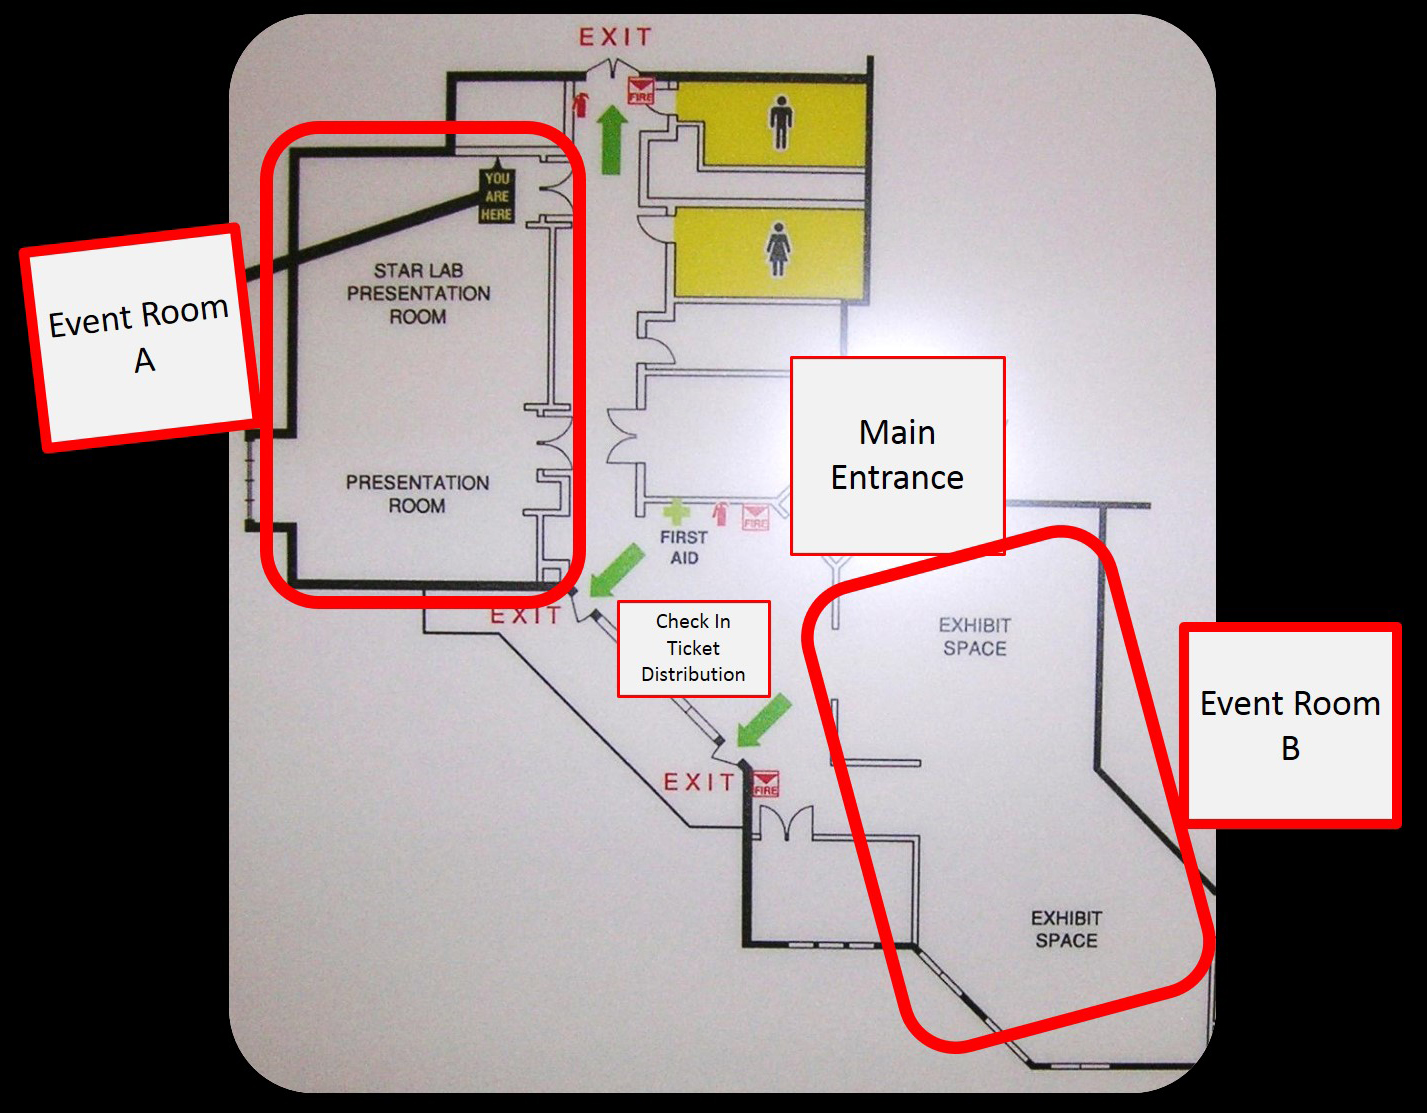 EXIT
FIRE
YOU
ARE
HERE
Event Room
A
STAR LAB
PRESENTATION
ROOM
Main
Entrance
PRESENTATION
ROOM
FIRE
FIRST
AID
EXIT
Check In
Ticket
Distribution
EXHIBIT
SPACE
Event Room
B
EXIT
FIRE
EXHIBIT
SPACE